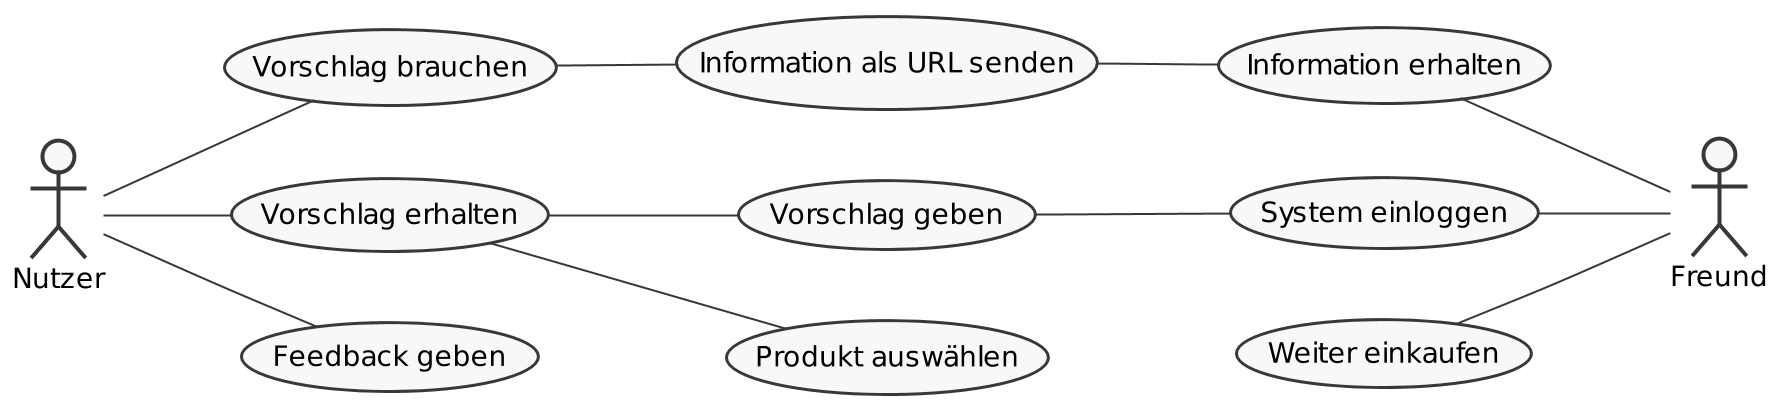 Vorschlag brauchen
Information als URL senden
Information erhalten
Vorschlag erhalten
Vorschlag geben
System einloggen
Nutzer
Freund
Feedback geben
Produkt auswählen
Weiter einkaufen